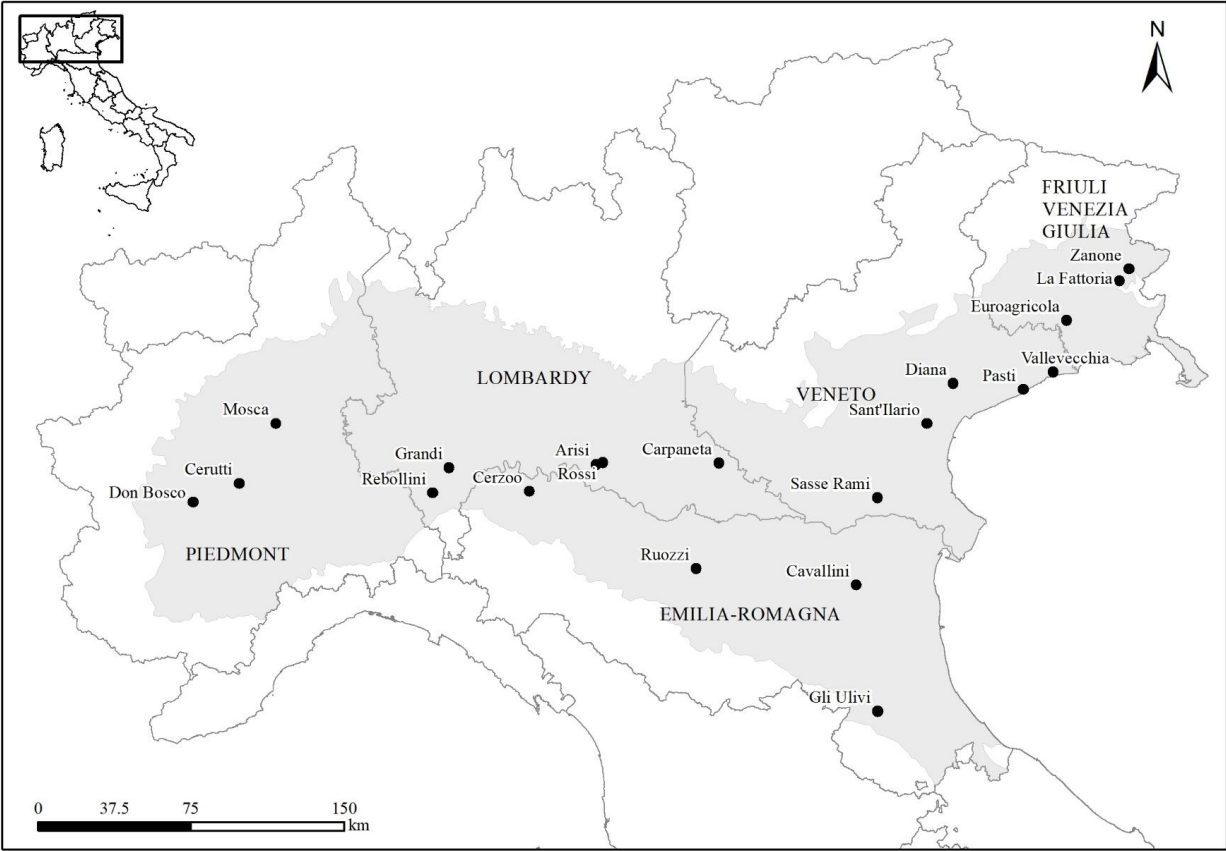 N
FRIULI
VENEZIA
GIULIA
Zanone
La Fattoria
Euroagricola
Vallevecchia
LOMBARDY
Diana
Pasti
VENETO
Mosca
Sant'Ilario
Grandi
Arisi
Carpaneta
Cerutti
Rebollini
Cerzoo
Rossi
Don Bosco
Sasse Rami
PIEDMONT
Ruozzi
Cavallini
EMILIA-ROMAGNA
Gli Ulivi
0 37.5 75 150
km